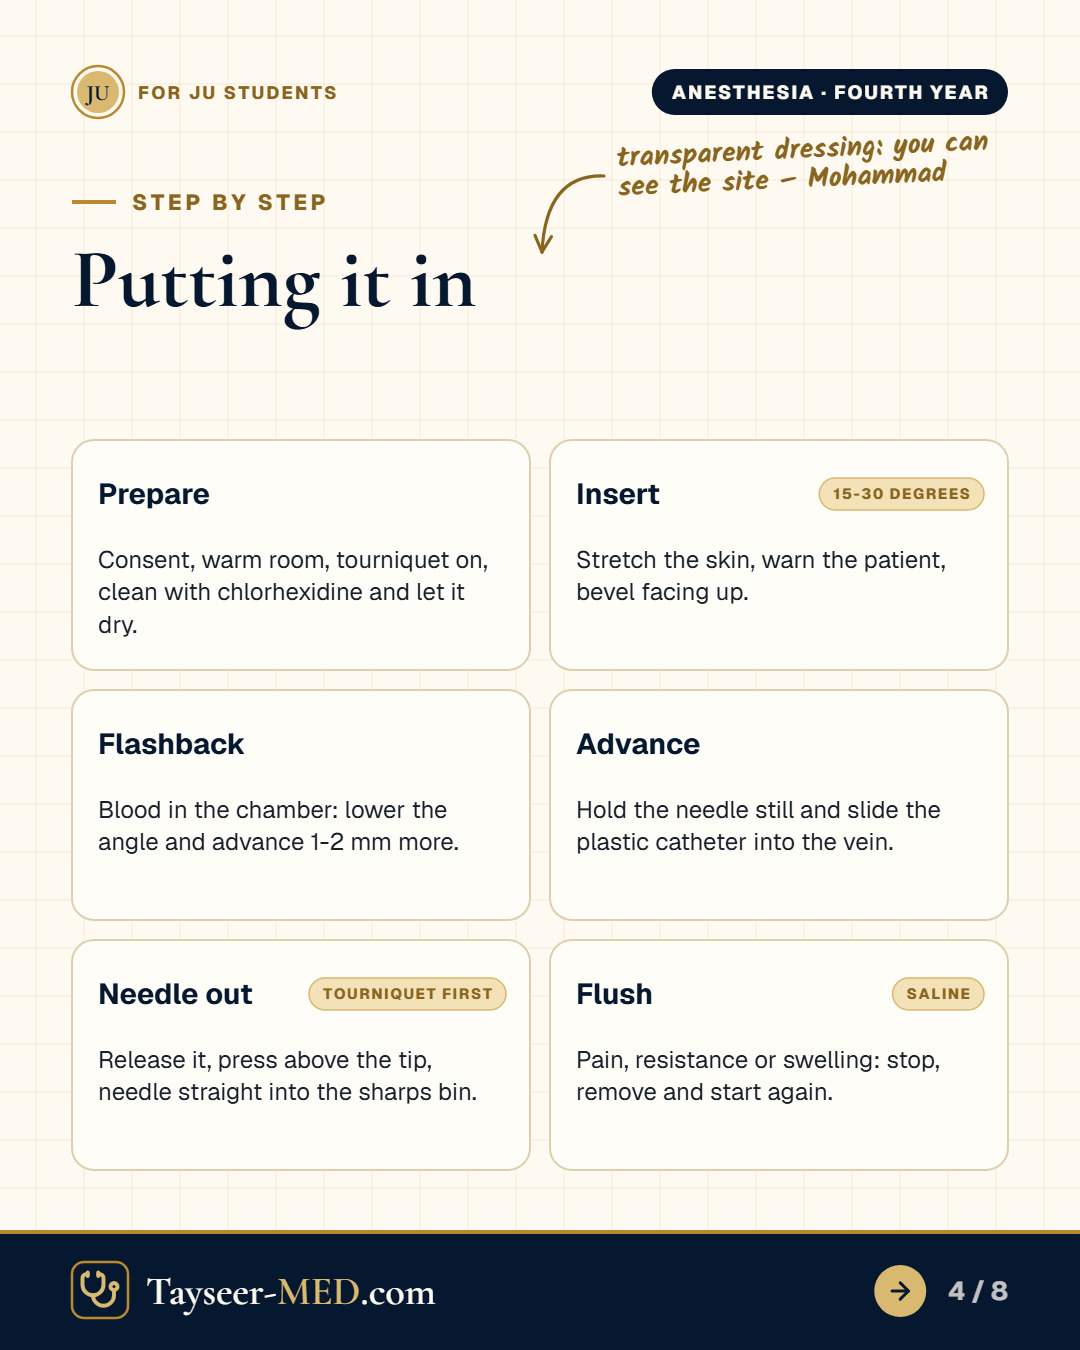 JU
FOR JU STUDENTS
ANESTHESIA · FOURTH YEAR
transparent dressing: you can
see the site – Mohammad
STEP BY STEP
Putting it in
Prepare
Consent, warm room, tourniquet on,
clean with chlorhexidine and let it
dry.
Insert
15-30 DEGREES
Stretch the skin, warn the patient,
bevel facing up.
Flashback
Blood in the chamber: lower the
angle and advance 1-2 mm more.
Advance
Hold the needle still and slide the
plastic catheter into the vein.
Needle out
TOURNIQUET FIRST
Release it, press above the tip,
needle straight into the sharps bin.
Flush
SALINE
Pain, resistance or swelling: stop,
remove and start again.
Tayseer-MED.com
4 / 8